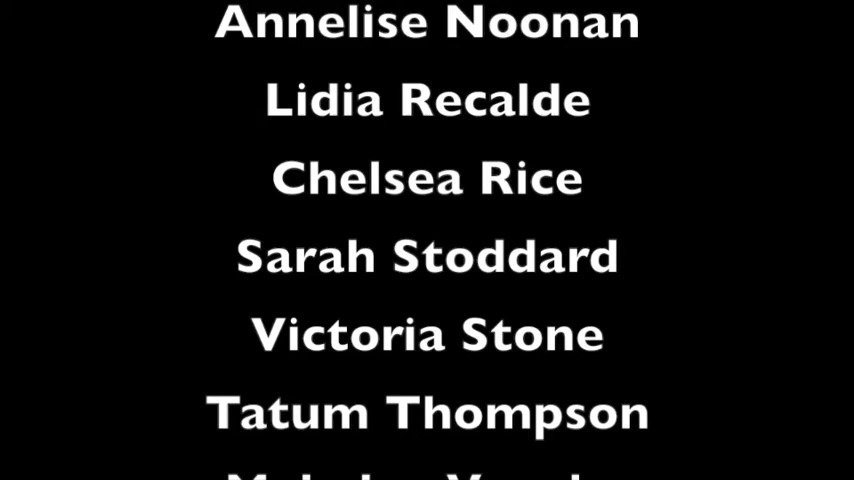 Annelise Noonan
Lidia Recalde
Chelsea Rice
Sarah Stoddard
Victoria Stone
Tatum Thompson